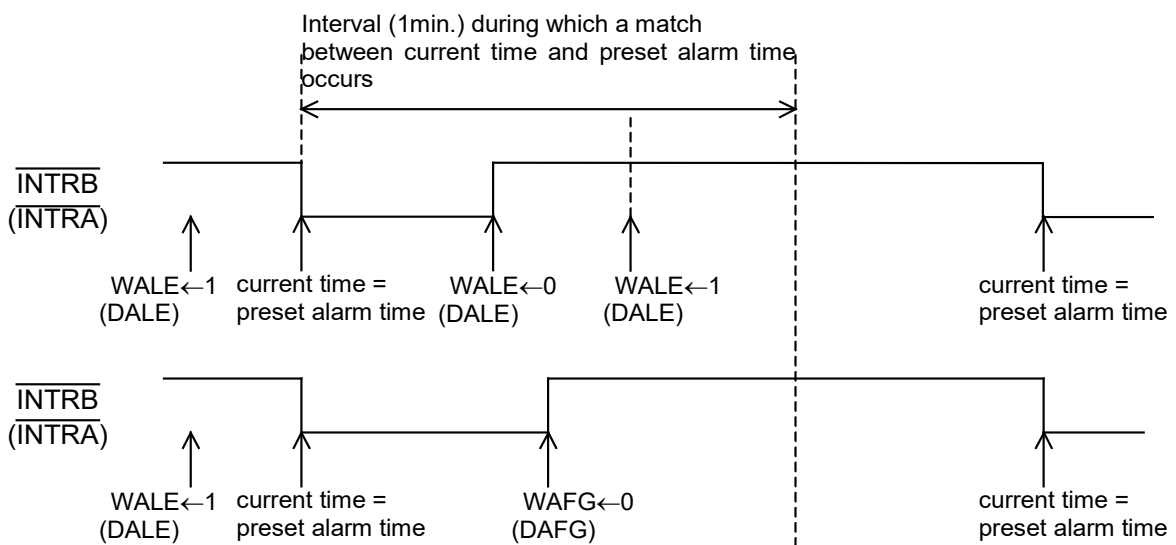 Interval (1min.) during which a match
between current time and preset alarm time
occurs
INTRB
(INTRA)
WALE←1 current time = WALE←0 WALE←1 current time =
(DALE) preset alarm time (DALE) (DALE) preset alarm time
INTRB
(INTRA)
WALE←1 current time = WAFG←0 current time =
(DALE) preset alarm time (DAFG) preset alarm time